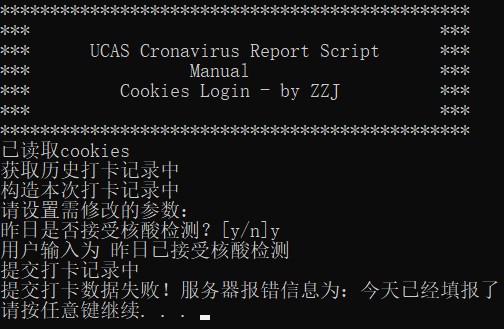 ***********************************************
*** ***
*** UCAS Cronavirus Report Script ***
*** Manual ***
*** Cookies Login - by ZZJ ***
*** ***
***********************************************
已读取cookies
获取历史打卡记录中
构造本次打卡记录中
请设置需修改的参数:
昨日是否接受核酸检测? [y/n]y
用户输入为 昨日已接受核酸检测
提交打卡记录中
提交打卡数据失败! 服务器报错信息为: 今天已经填报了
请按任意键继续. . .